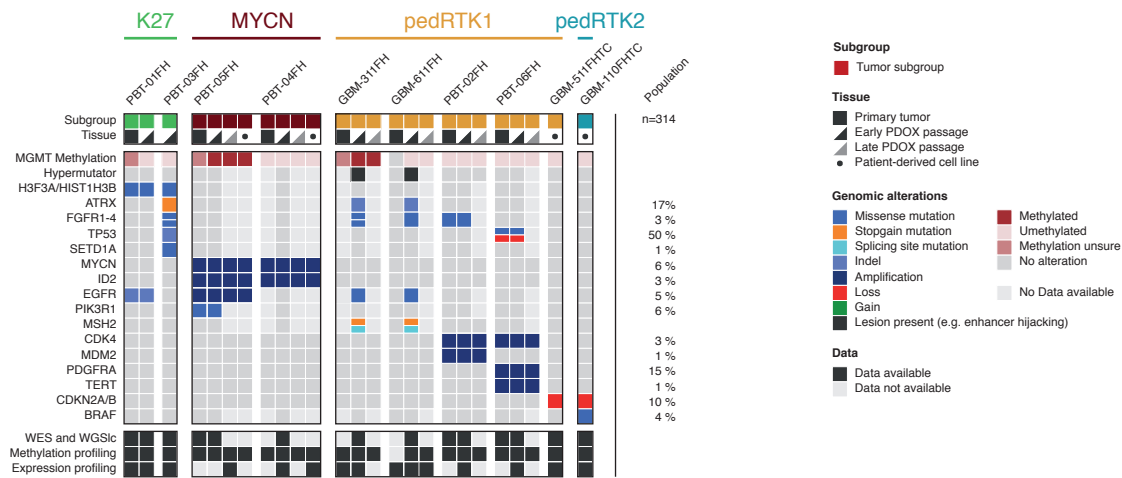 K27 MYCN pedRTK1 pedRTK2
PBT-01FH PBT-03FH PBT-05FH PBT-04FH GBM-311FH GBM-611FH PBT-02FH PBT-06FH GBM-511FHTC GBM-110FHTC Population
Subgroup n=314
Tissue
MGMT Methylation
Hypermutator
H3F3A/HIST1H3B
ATRX 17%
FGFR1-4 3 %
TP53 50 %
SETD1A 1 %
MYCN 6 %
ID2 3 %
EGFR 5 %
PIK3R1 6 %
MSH2
CDK4 3 %
MDM2 1 %
PDGFRA 15 %
TERT 1 %
CDKN2A/B 10 %
BRAF 4 %
WES and WGSlc
Methylation profiling
Expression profiling
Subgroup
Tumor subgroup
Tissue
Primary tumor
Early PDOX passage
Late PDOX passage
Patient-derived cell line
Genomic alterations
Missense mutation Methylated
Stopgain mutation Umethylated
Splicing site mutation Methylation unsure
Indel No alteration
Amplification
Loss No Data available
Gain
Lesion present (e.g. enhancer hijacking)
Data
Data available
Data not available